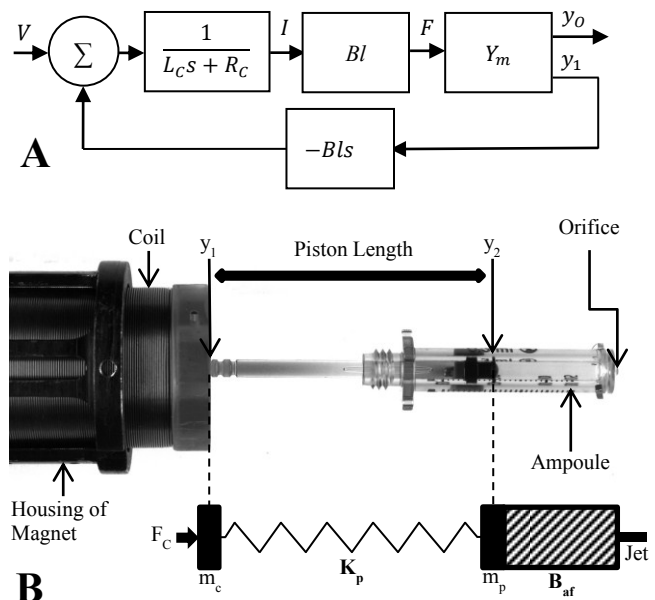 V
Σ
1
L_C s + R_C
I
Bl
F
Y_m
y_O
y_1
−Bls
A
Coil
y_1
Piston Length
y_2
Orifice
Housing of
Magnet
Ampoule
F_C
m_c
K_p
m_p
B_af
Jet
B